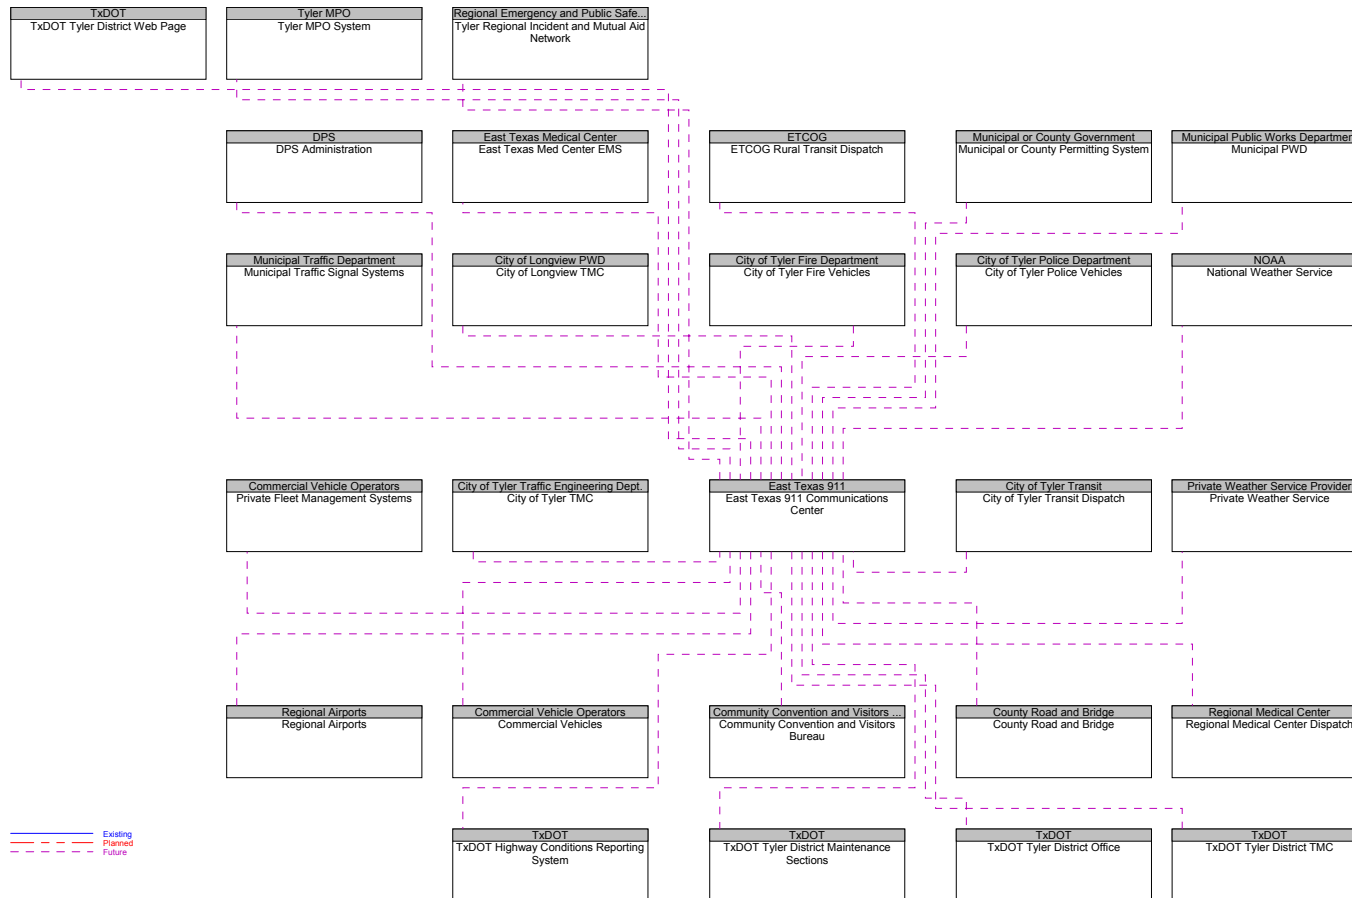 TxDOT
TxDOT Tyler District Web Page
Tyler MPO
Tyler MPO System
Regional Emergency and Public Safe...
Tyler Regional Incident and Mutual Aid
Network
DPS
DPS Administration
East Texas Medical Center
East Texas Med Center EMS
ETCOG
ETCOG Rural Transit Dispatch
Municipal or County Government
Municipal or County Permitting System
Municipal Public Works Departmen
Municipal PWD
Municipal Traffic Department
Municipal Traffic Signal Systems
City of Longview PWD
City of Longview TMC
City of Tyler Fire Department
City of Tyler Fire Vehicles
City of Tyler Police Department
City of Tyler Police Vehicles
NOAA
National Weather Service
Commercial Vehicle Operators
Private Fleet Management Systems
City of Tyler Traffic Engineering Dept.
City of Tyler TMC
East Texas 911
East Texas 911 Communications
Center
City of Tyler Transit
City of Tyler Transit Dispatch
Private Weather Service Provider
Private Weather Service
Regional Airports
Regional Airports
Commercial Vehicle Operators
Commercial Vehicles
Community Convention and Visitors ...
Community Convention and Visitors
Bureau
County Road and Bridge
County Road and Bridge
Regional Medical Center
Regional Medical Center Dispatch
TxDOT
TxDOT Highway Conditions Reporting
System
TxDOT
TxDOT Tyler District Maintenance
Sections
TxDOT
TxDOT Tyler District Office
TxDOT
TxDOT Tyler District TMC
Existing
Planned
Future